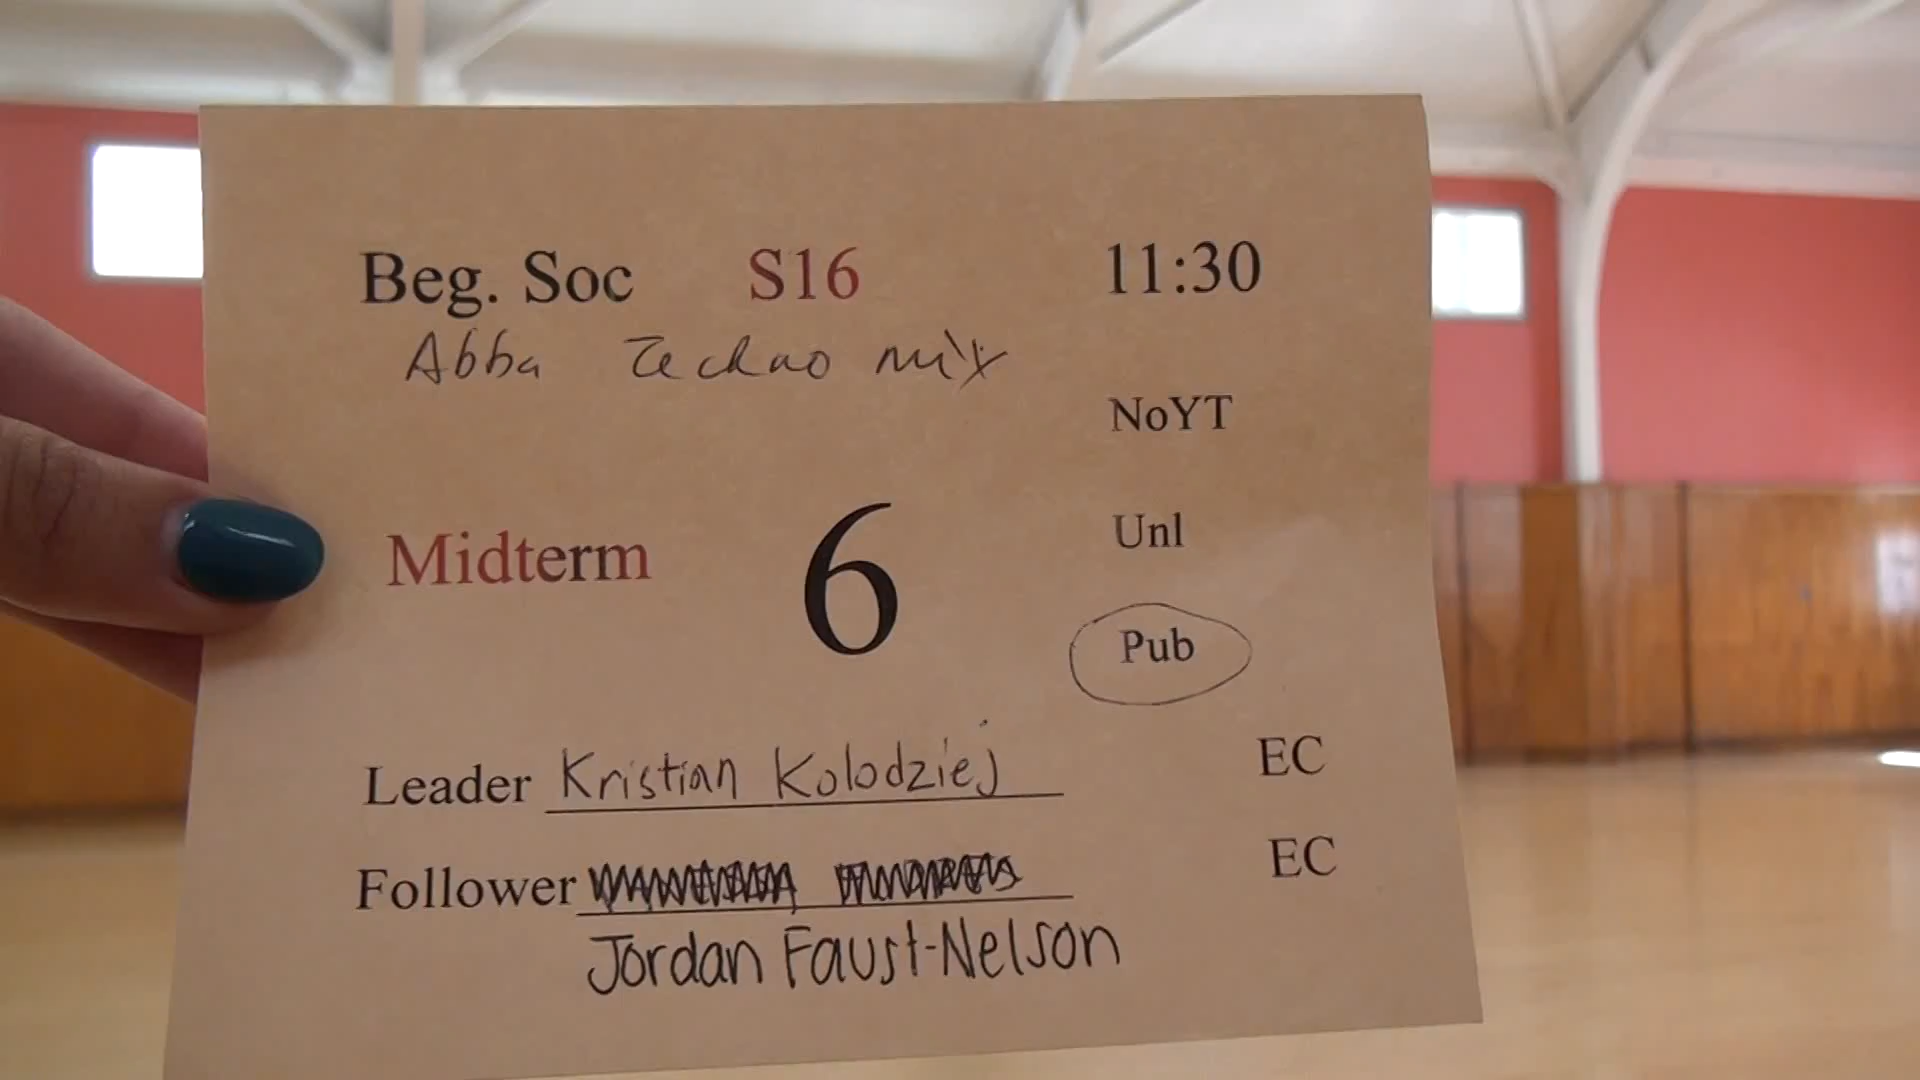 Beg. Soc S16 11:30
Abba Techno mix
NoYT
Unl
Midterm 6
Pub
Leader Kristian Kolodziej EC
Follower EC
Jordan Faust-Nelson